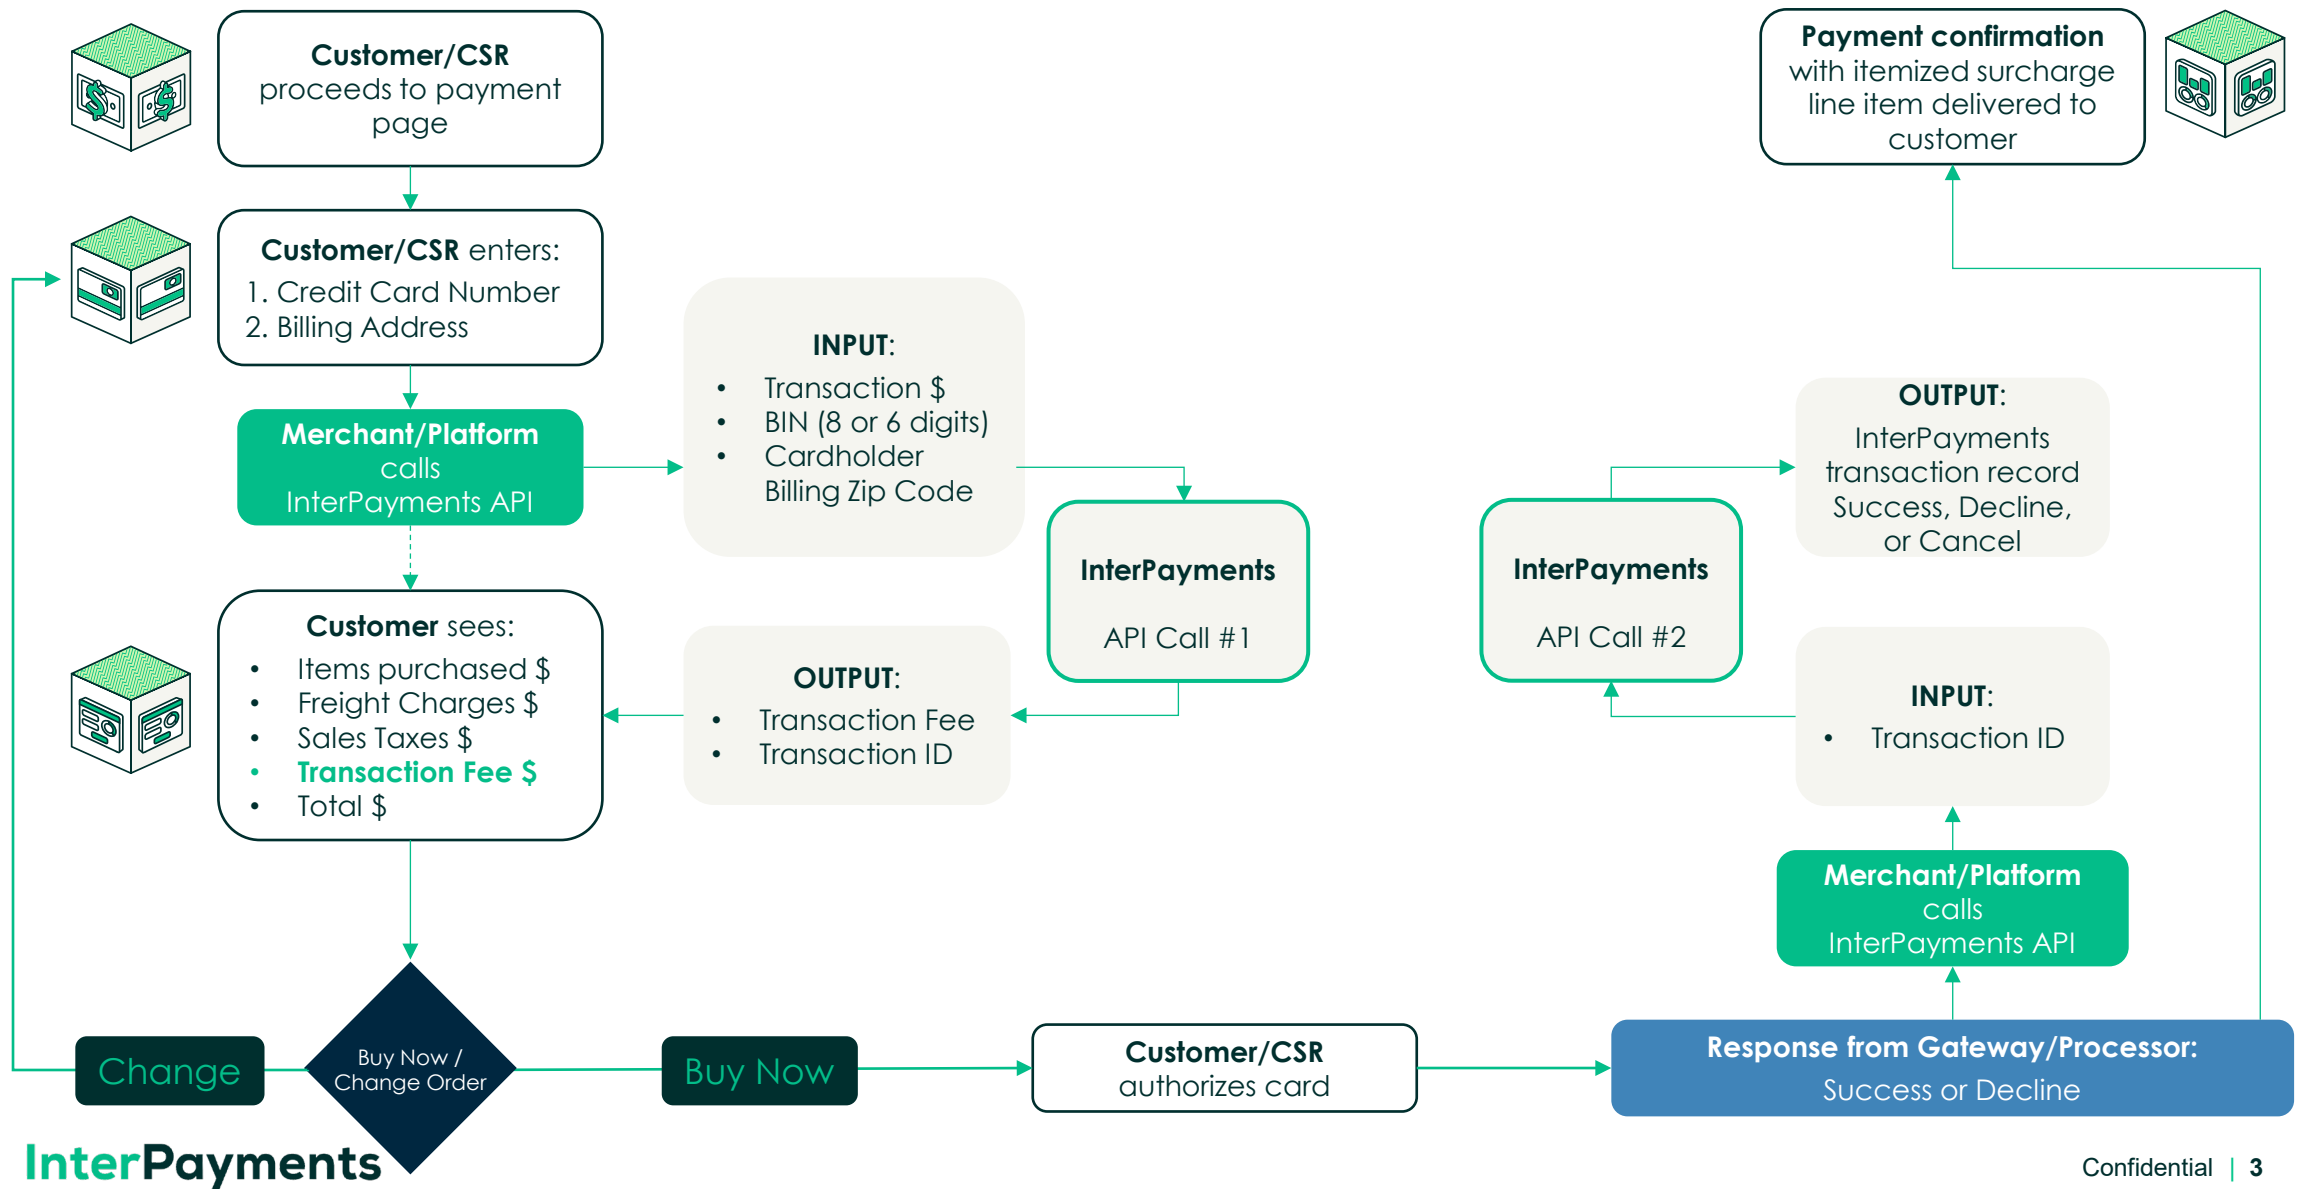 Customer/CSR
proceeds to payment
page
Customer/CSR enters:
1. Credit Card Number
2. Billing Address
Merchant/Platform
calls
InterPayments API
INPUT:
• Transaction $
• BIN (8 or 6 digits)
• Cardholder
Billing Zip Code
InterPayments
API Call #1
OUTPUT:
• Transaction Fee
• Transaction ID
Customer sees:
• Items purchased $
• Freight Charges $
• Sales Taxes $
• Transaction Fee $
• Total $
Buy Now /
Change Order
Change
Buy Now
Customer/CSR
authorizes card
Response from Gateway/Processor:
Success or Decline
Merchant/Platform
calls
InterPayments API
INPUT:
• Transaction ID
InterPayments
API Call #2
OUTPUT:
InterPayments
transaction record
Success, Decline,
or Cancel
Payment confirmation
with itemized surcharge
line item delivered to
customer
InterPayments
Confidential | 3